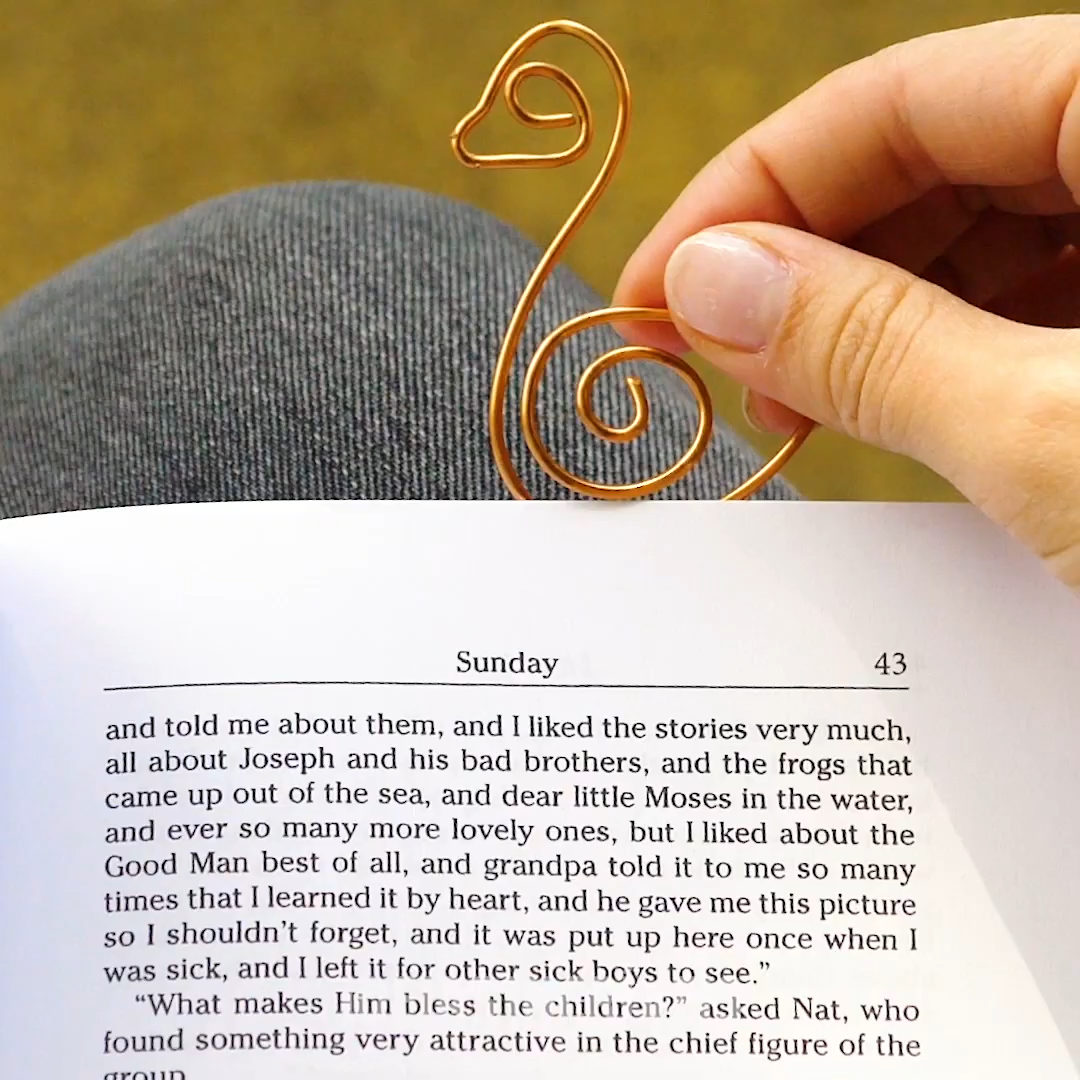 Sunday 43
and told me about them, and I liked the stories very much,
all about Joseph and his bad brothers, and the frogs that
came up out of the sea, and dear little Moses in the water,
and ever so many more lovely ones, but I liked about the
Good Man best of all, and grandpa told it to me so many
times that I learned it by heart, and he gave me this picture
so I shouldn’t forget, and it was put up here once when I
was sick, and I left it for other sick boys to see.”
“What makes Him bless the children?” asked Nat, who
found something very attractive in the chief figure of the
group.